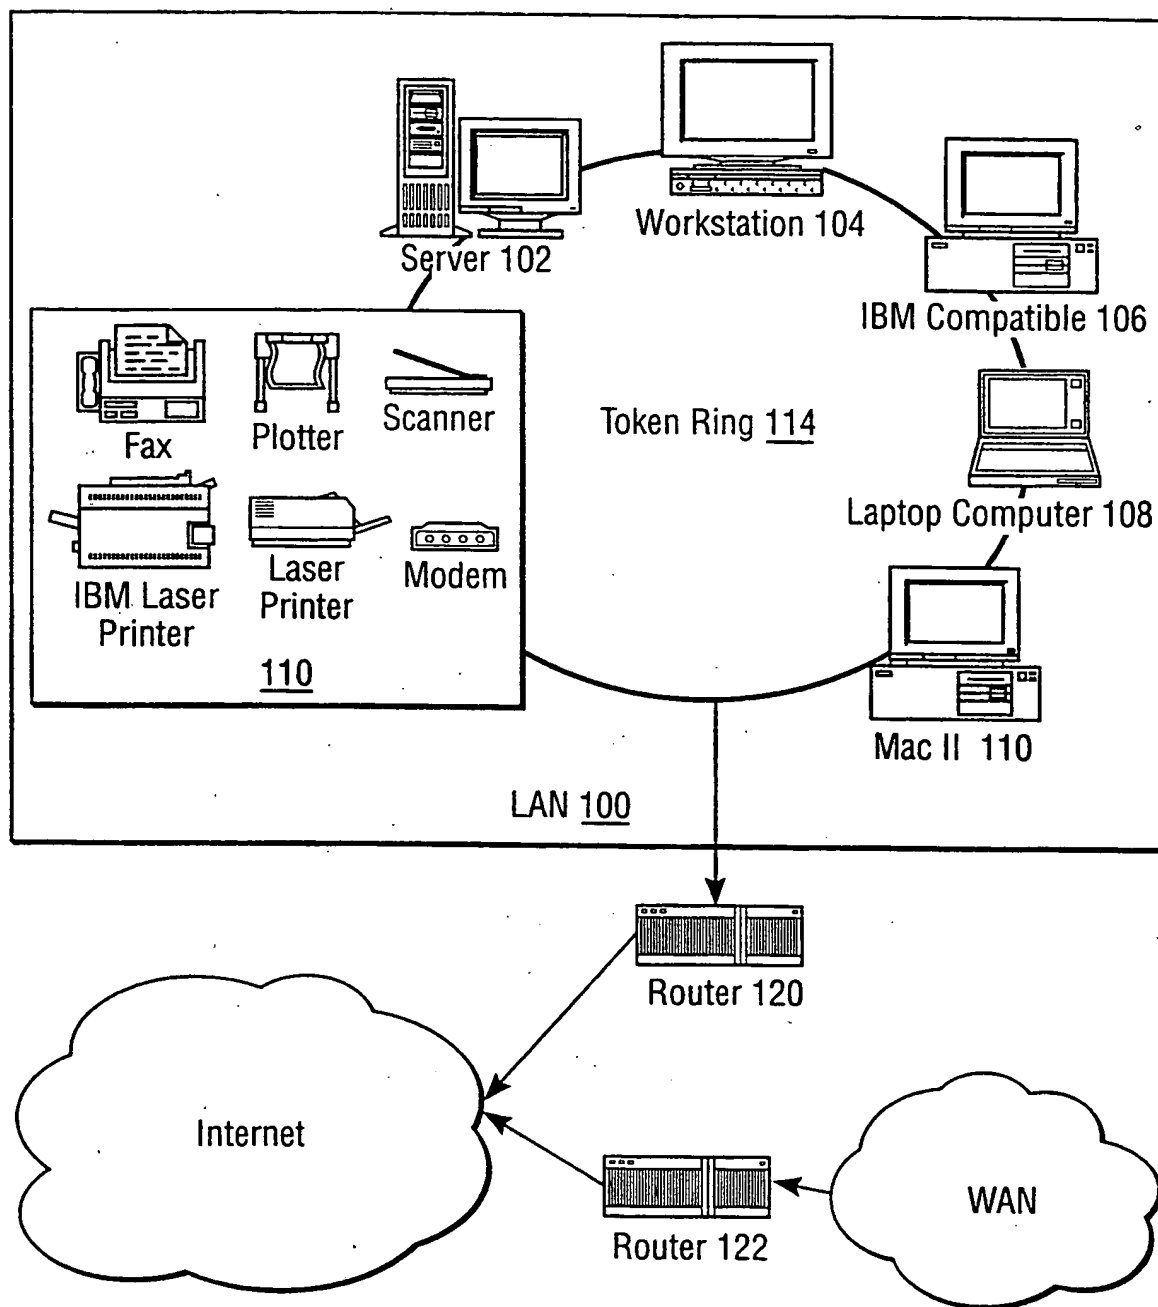 Workstation 104
Server 102
IBM Compatible 106
Fax
Plotter
Scanner
Token Ring 114
Laptop Computer 108
IBM Laser
Printer
Laser
Printer
Modem
110
Mac II 110
LAN 100
Router 120
Internet
Router 122
WAN